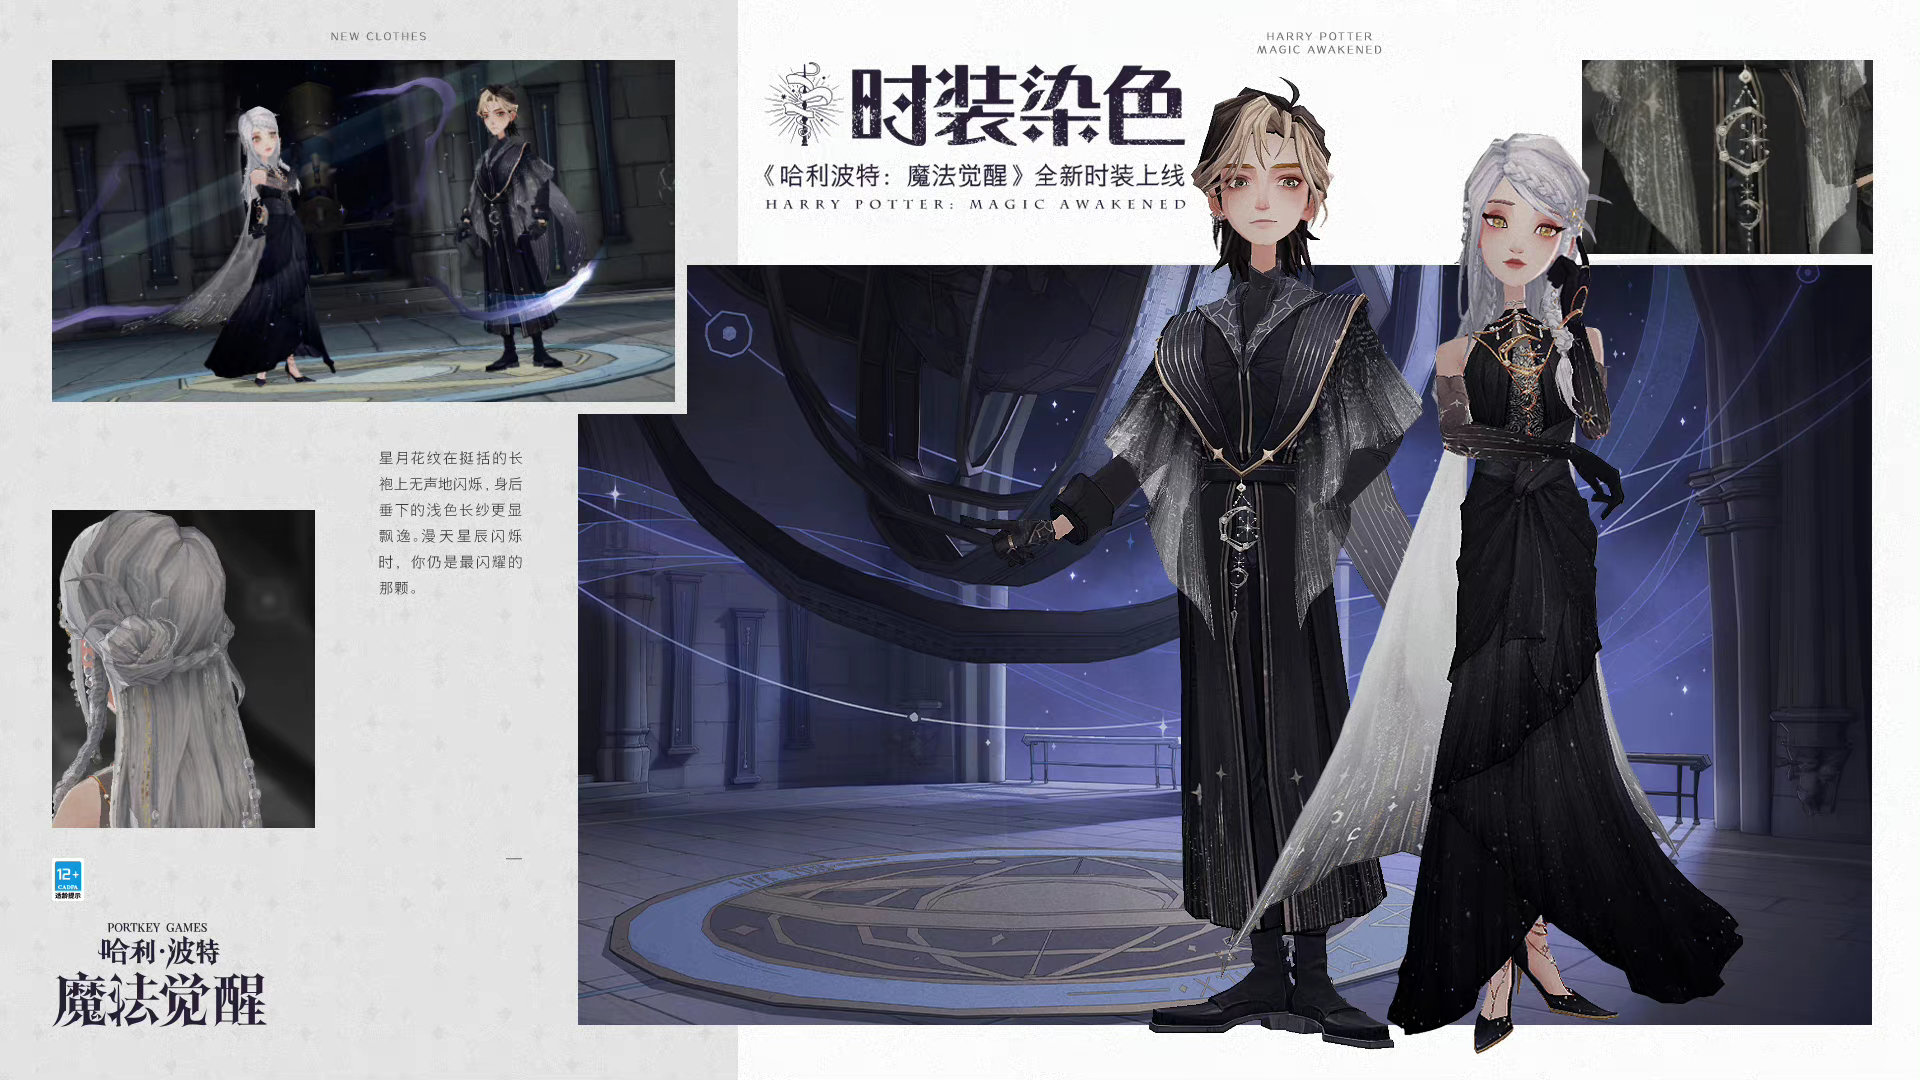 NEW CLOTHES
HARRY POTTER
MAGIC AWAKENED
时装染色
《哈利波特：魔法觉醒》全新时装上线
HARRY POTTER: MAGIC AWAKENED
星月花纹在挺括的长
袍上无声地闪烁，身后
垂下的浅色长纱更显
飘逸。漫天星辰闪烁
时，你仍是最闪耀的
那颗。
12+
CADPA
适龄提示
PORTKEY GAMES
哈利·波特
魔法觉醒